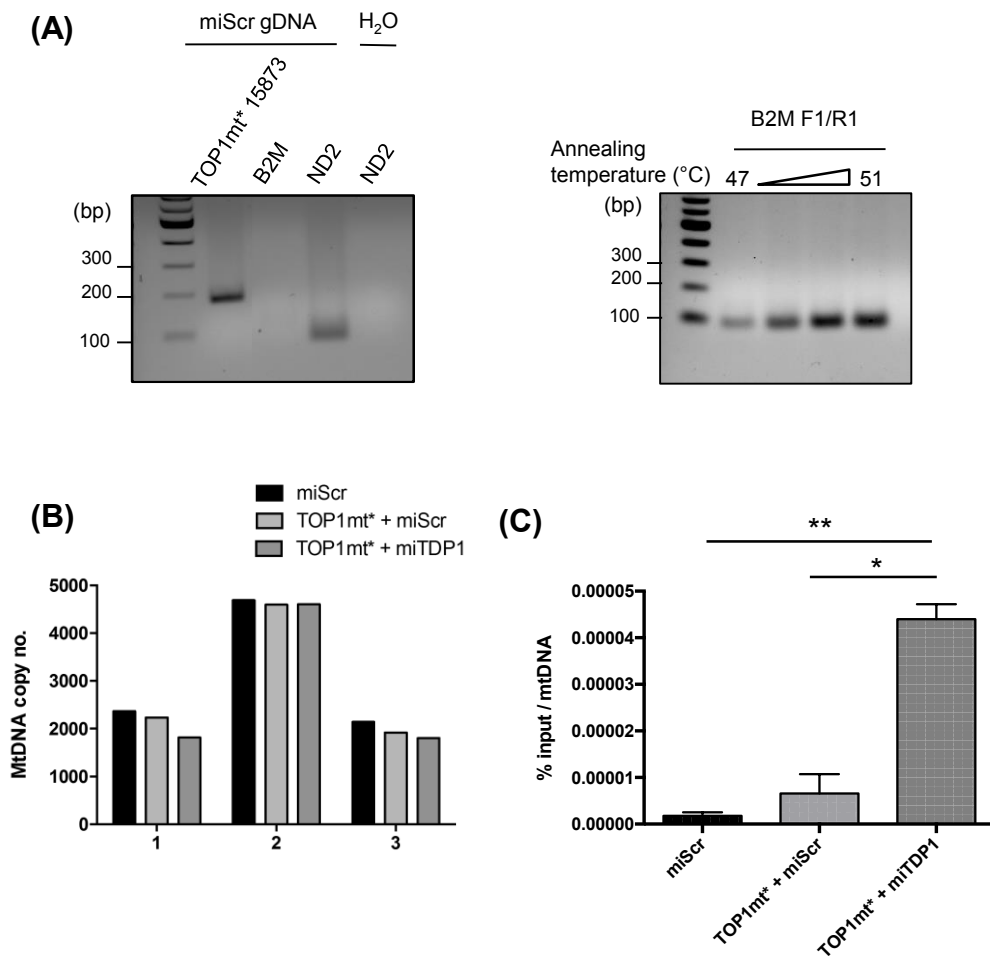 (A)
miScr gDNA
H2O
TOP1mt* 15873
B2M
ND2
ND2
(bp)
300
200
100
B2M F1/R1
Annealing
temperature (°C)
47
51
(bp)
300
200
100
(B)
miScr
TOP1mt* + miScr
TOP1mt* + miTDP1
MtDNA copy no.
5000
4000
3000
2000
1000
0
1
2
3
(C)
**
*
% input / mtDNA
0.00005
0.00004
0.00003
0.00002
0.00001
0.00000
miScr
TOP1mt* + miScr
TOP1mt* + miTDP1